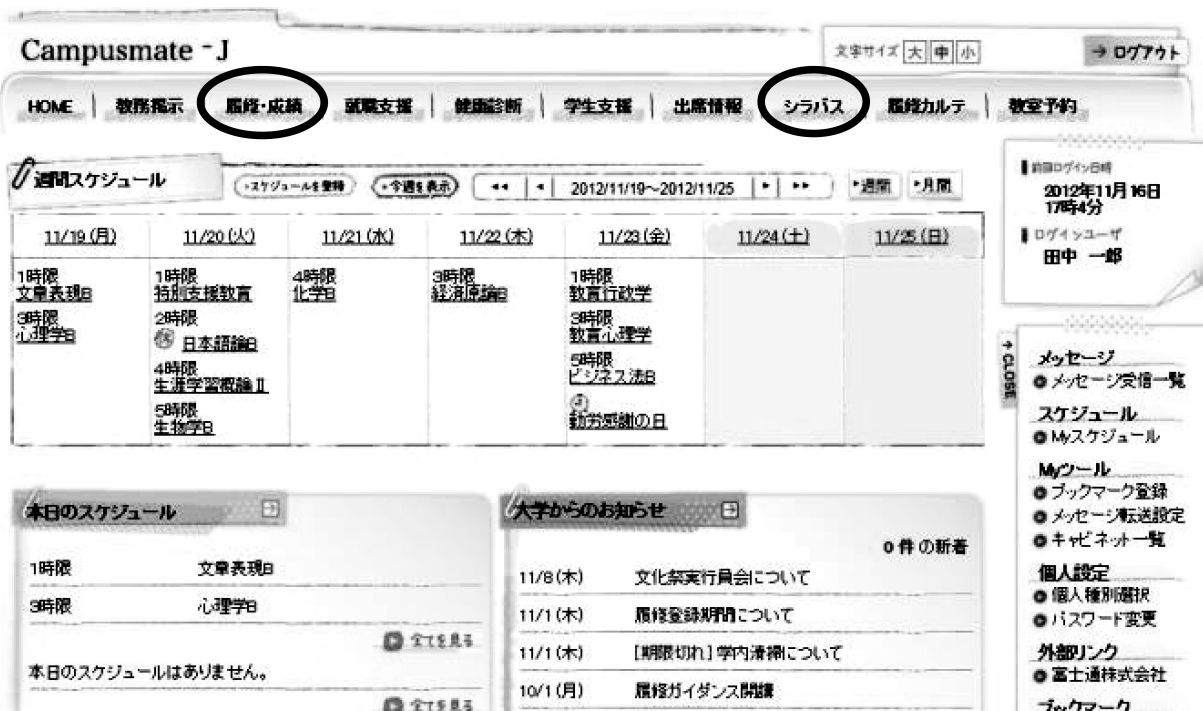 Campusmate-J
文字サイズ 大 中 小
→ ログアウト
HOME | 教務掲示 履修・成績 就職支援 | 健康診断 | 学生支援 | 出席情報 シラバス 履修カルテ | 教室予約
週間スケジュール
・スケジュールを登録
・今週を表示
2012/11/19～2012/11/25
週間
月間
11/19(月) 11/20(火) 11/21(水) 11/22(木) 11/23(金) 11/24(土) 11/25(日)
1時限
文章表現B
3時限
心理学B
1時限
特別支援教育
2時限
休 日本語論B
4時限
生涯学習概論Ⅱ
5時限
生物学B
4時限
化学B
3時限
経済原論B
1時限
教育行政学
3時限
教育心理学
5時限
ビジネス法B
勤労感謝の日
前回ログイン日時
2012年11月16日
17時4分
ログインユーザ
田中 一郎
→ CLOSE
メッセージ
メッセージ受信一覧
スケジュール
Myスケジュール
Myツール
ブックマーク登録
メッセージ転送設定
キャビネット一覧
個人設定
個人種別選択
パスワード変更
外部リンク
富士通株式会社
ブックマーク
本日のスケジュール
1時限 文章表現B
3時限 心理学B
全てを見る
本日のスケジュールはありません。
全てを見る
大学からのお知らせ
0 件 の新着
11/8(木) 文化祭実行員会について
11/1(木) 履修登録期間について
11/1(木) [期限切れ] 学内清掃について
10/1(月) 履修ガイダンス開講